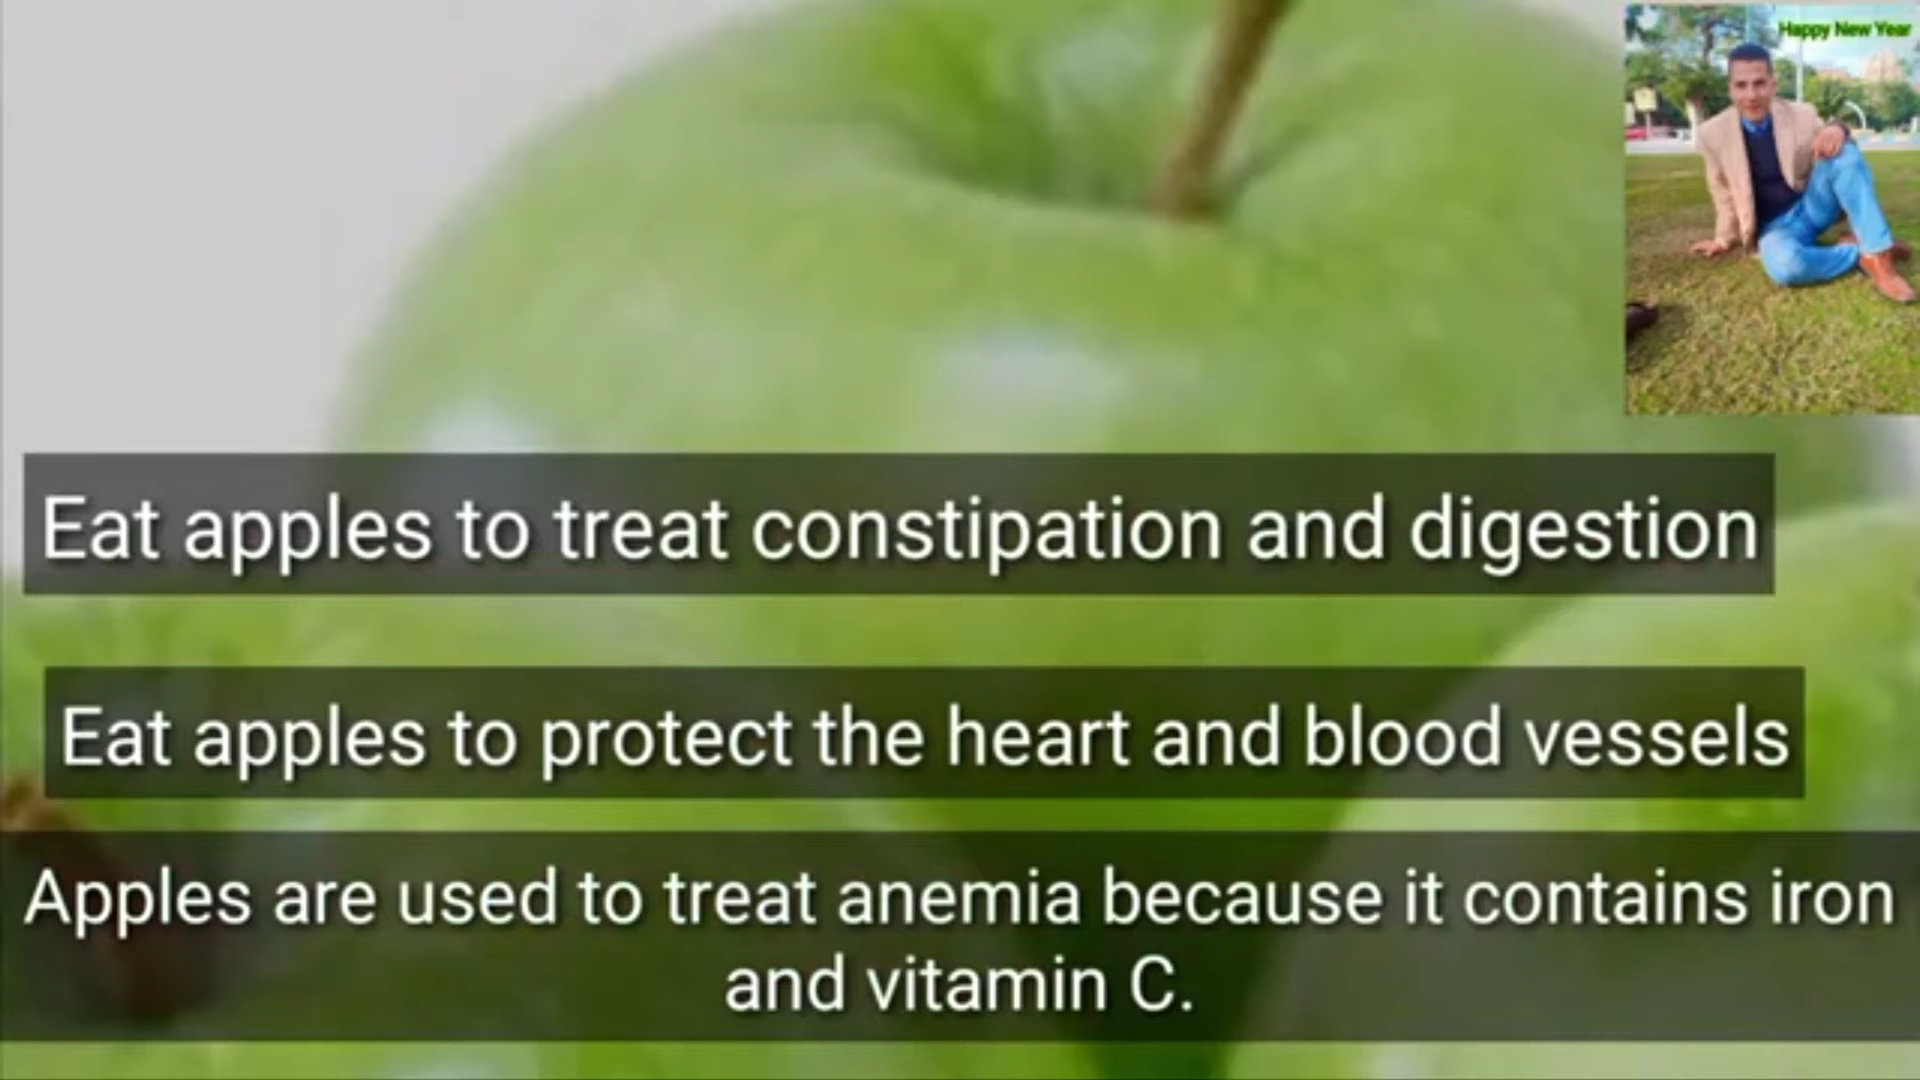 Happy New Year
Eat apples to treat constipation and digestion
Eat apples to protect the heart and blood vessels
Apples are used to treat anemia because it contains iron
and vitamin C.